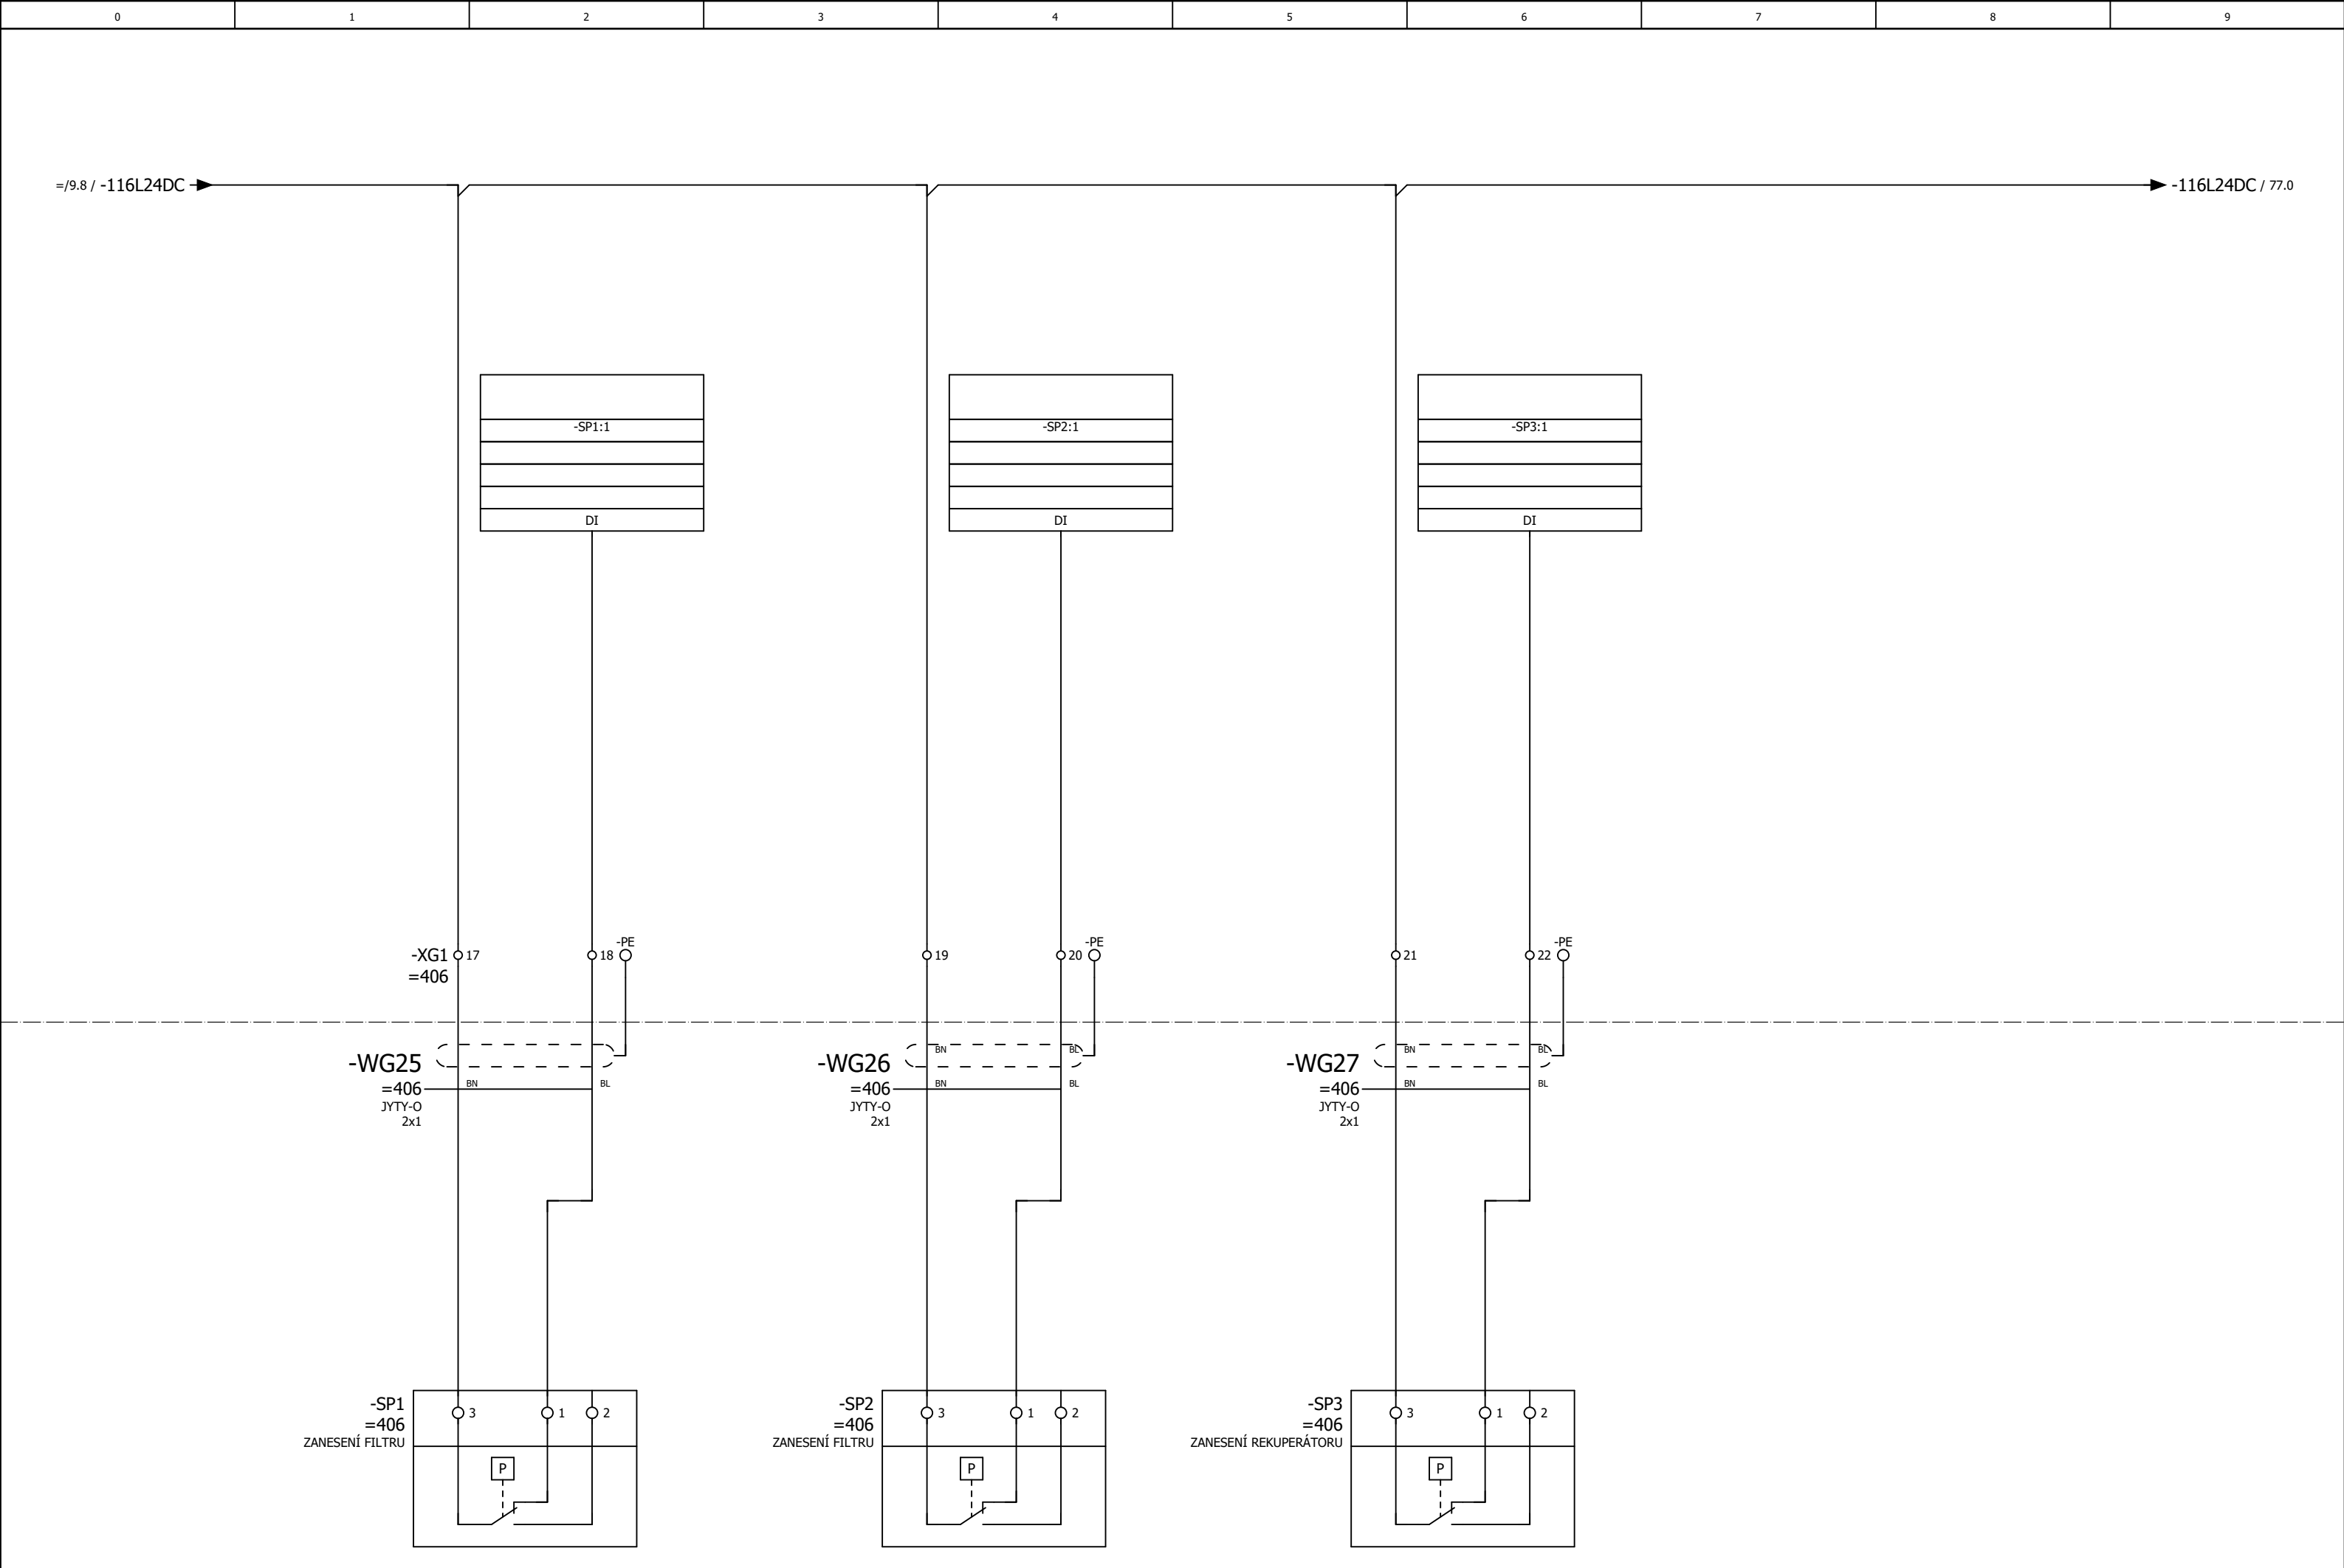 0 1 2 3 4 5 6 7 8 9
=/9.8 / -116L24DC -116L24DC / 77.0
-SP1:1 -SP2:1 -SP3:1
DI DI DI
-PE -PE -PE
-XG1 17 18 19 20 21 22
=406
BN BL BN BL
-WG25 -WG26 -WG27
BN BL BN BL BN BL
=406 =406 =406
JYTY-O JYTY-O JYTY-O
2x1 2x1 2x1
-SP1 -SP2 -SP3
3 1 2 3 1 2 3 1 2
=406 =406 =406
ZANESENÍ FILTRU ZANESENÍ FILTRU ZANESENÍ REKUPERÁTORU
P P P